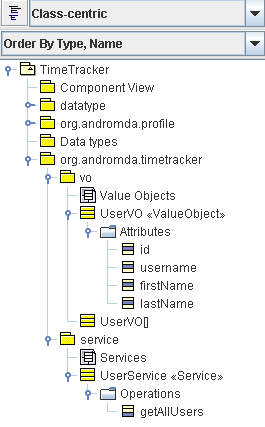 Class-centric
Order By Type, Name
TimeTracker
Component View
datatype
org.andromda.profile
Data types
org.andromda.timetracker
vo
Value Objects
UserVO «ValueObject»
Attributes
id
username
firstName
lastName
UserVO[]
service
Services
UserService «Service»
Operations
getAllUsers